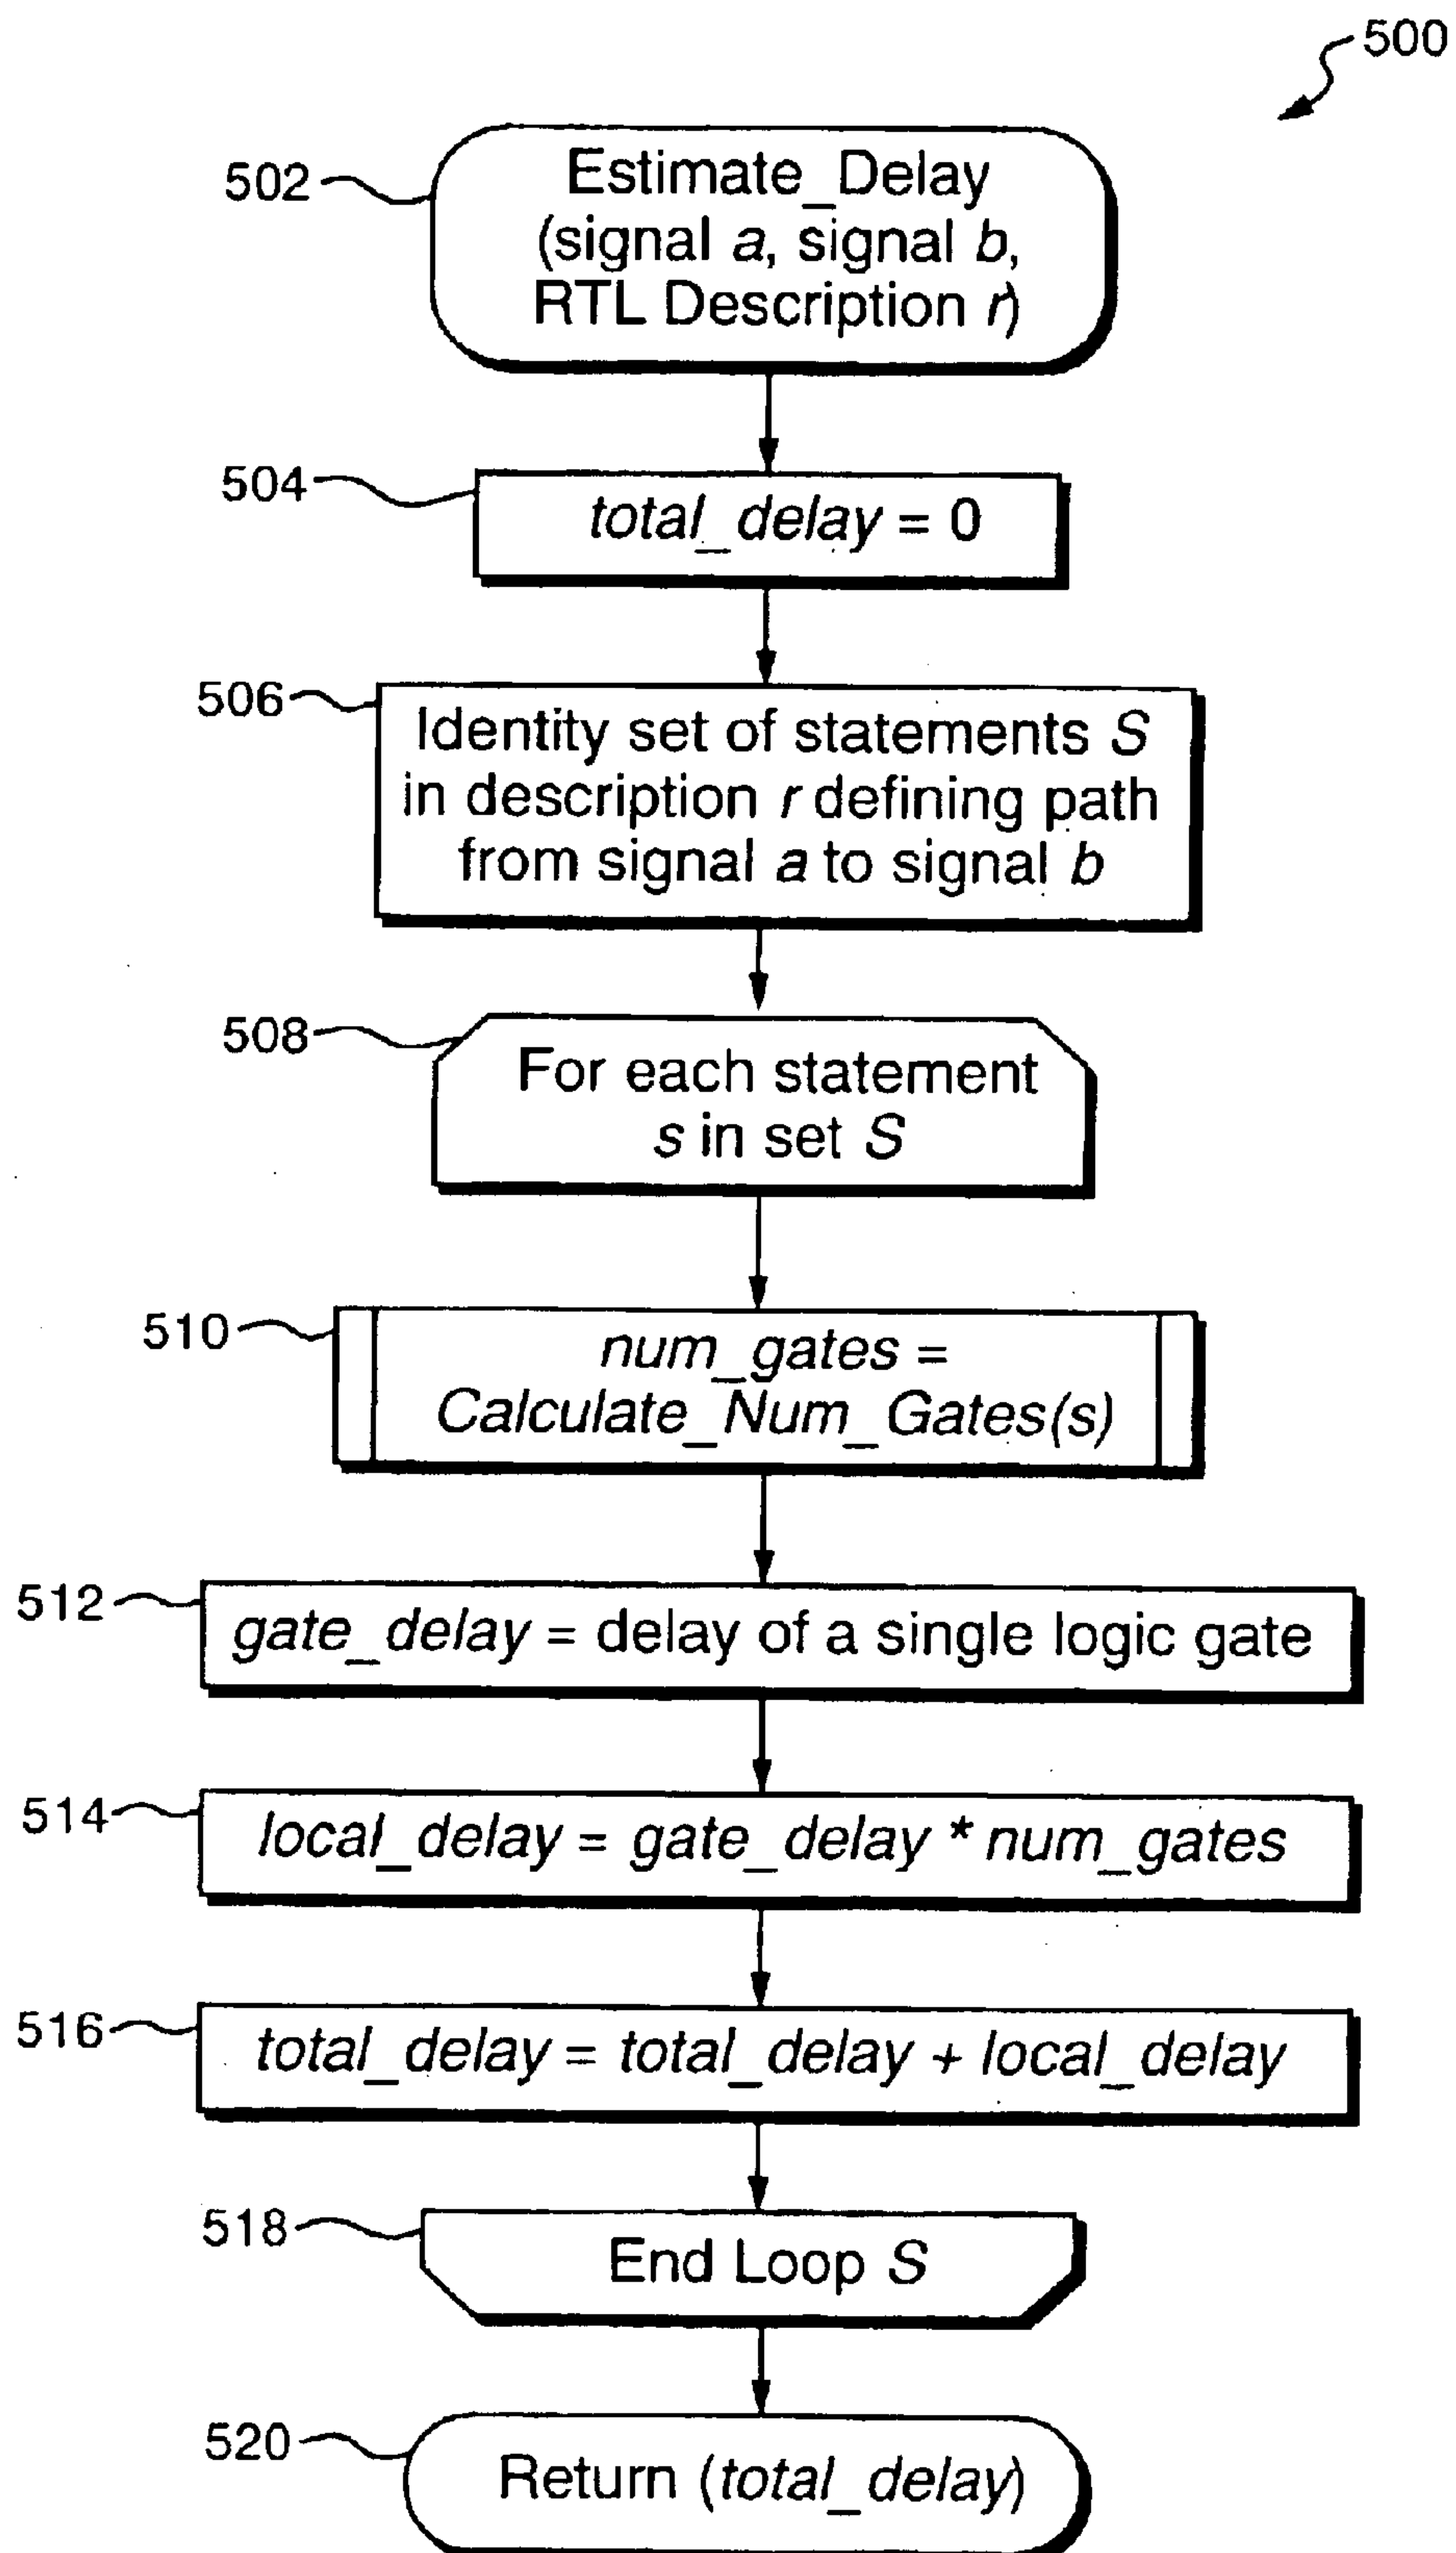 500
502
Estimate_Delay
(signal a, signal b,
RTL Description r)
504
total_delay = 0
506
Identity set of statements S
in description r defining path
from signal a to signal b
508
For each statement
s in set S
510
num_gates =
Calculate_Num_Gates(s)
512
gate_delay = delay of a single logic gate
514
local_delay = gate_delay * num_gates
516
total_delay = total_delay + local_delay
518
End Loop S
520
Return (total_delay)